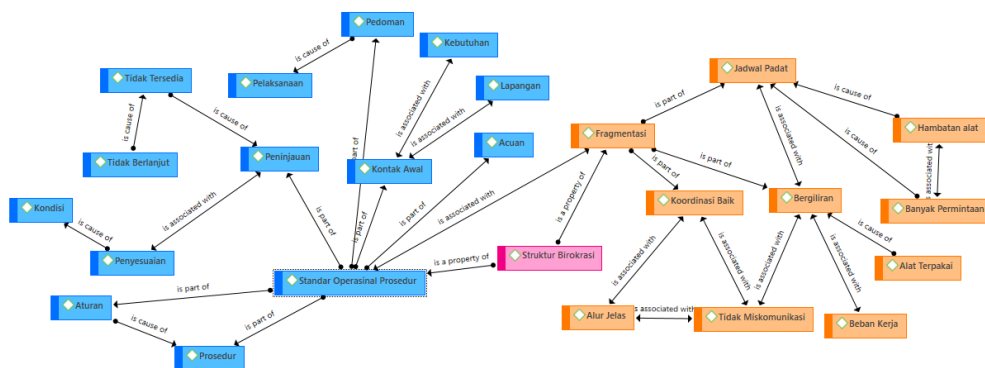 Pedoman
Kebutuhan
is cause of
Tidak Tersedia
Pelaksanaan
Lapangan
Jadwal Padat
is associated with
is cause of
is cause of
is associated with
Acuan
is part of
is cause of
Fragmentasi
Hambatan alat
Tidak Berlanjut
Peninjauan
part of
Kontak Awal
is associated with
is cause of
is part of
is part of
associated with
Kondisi
is associated with
is part of
is part of
is part of
is associated with
is a property of
Koordinasi Baik
Bergiliran
Banyak Permintaan
is cause of
Penyesuaian
is a property of
Struktur Birokrasi
is associated with
is associated with
is associated with
is cause of
Alat Terpakai
Standar Operasinal Prosedur
is part of
Aturan
is cause of
is part of
Alur Jelas
is associated with
Tidak Miskomunikasi
is associated with
Beban Kerja
Prosedur